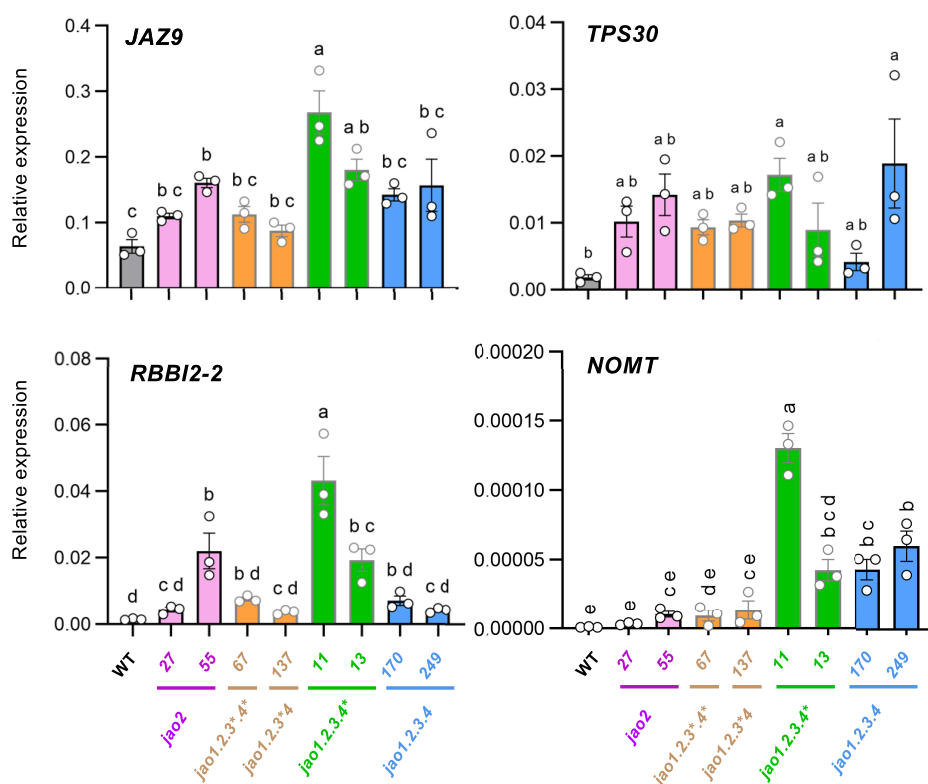 JAZ9
Relative expression
0.4
0.3
0.2
0.1
0.0
c
b c
b
b c
b c
a
a b
b c
b c
TPS30
0.04
0.03
0.02
0.01
0.00
b
a b
a b
a b
a b
a
a b
a b
a
RBBI2-2
Relative expression
0.08
0.06
0.04
0.02
0.00
d
c d
b
b d
c d
a
b c
b d
c d
WT
27
55
67
137
11
13
170
249
jao2
jao1.2.3*.4*
jao1.2.3*4
jao1.2.3.4*
jao1.2.3.4
NOMT
0.00020
0.00015
0.00010
0.00005
0.00000
e
e
c e
d e
c e
a
b c d
b c
b
WT
27
55
67
137
11
13
170
249
jao2
jao1.2.3*.4*
jao1.2.3*4
jao1.2.3.4*
jao1.2.3.4